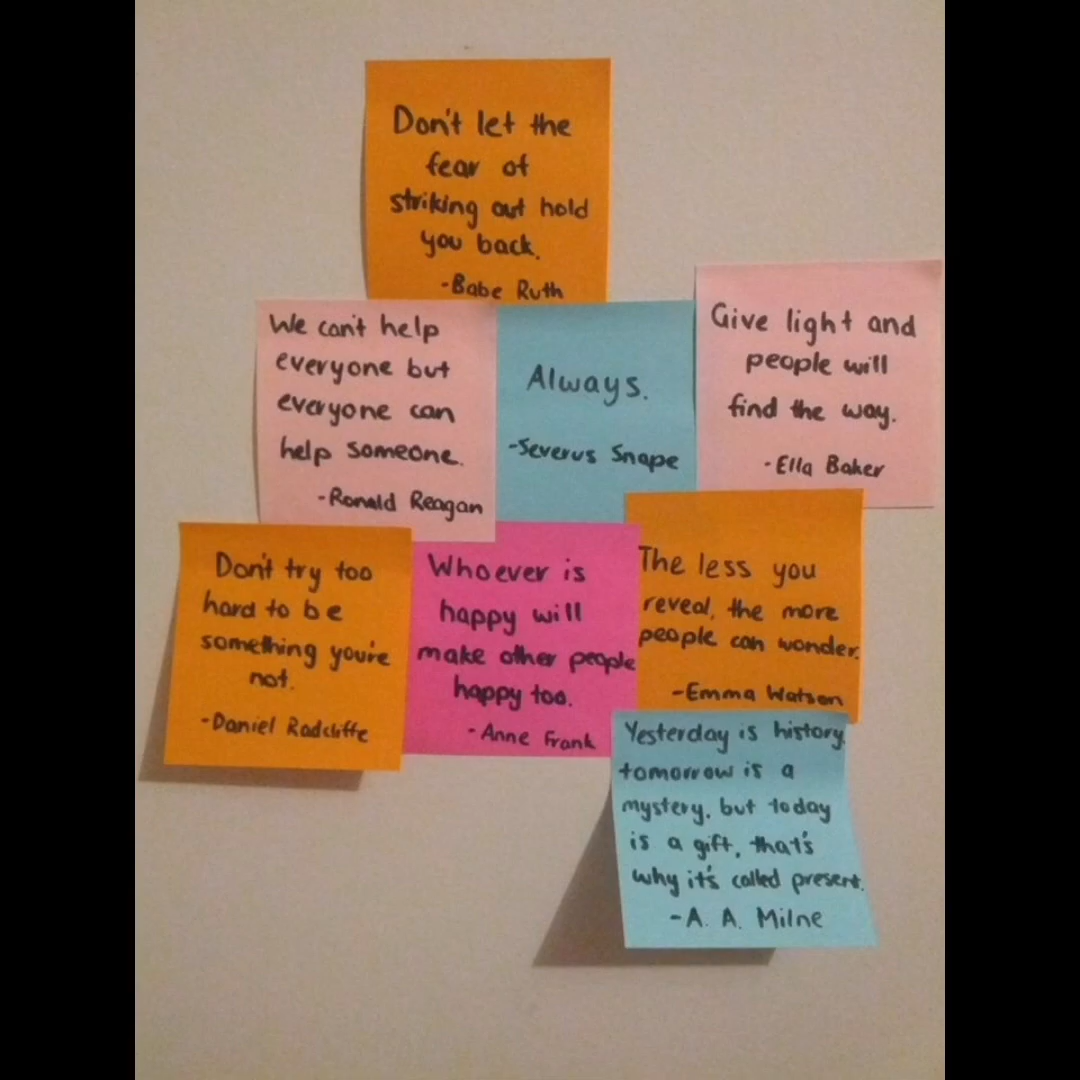 Don't let the
fear of
striking out hold
you back.
-Babe Ruth
We can't help
everyone but
everyone can
help someone.
-Ronald Reagan
Always.
-Severus Snape
Give light and
people will
find the way.
-Ella Baker
Don't try too
hard to be
something you're
not.
-Daniel Radcliffe
Whoever is
happy will
make other people
happy too.
-Anne Frank
The less you
reveal, the more
people can wonder.
-Emma Watson
Yesterday is history,
tomorrow is a
mystery, but today
is a gift, that's
why it's called present.
-A. A. Milne